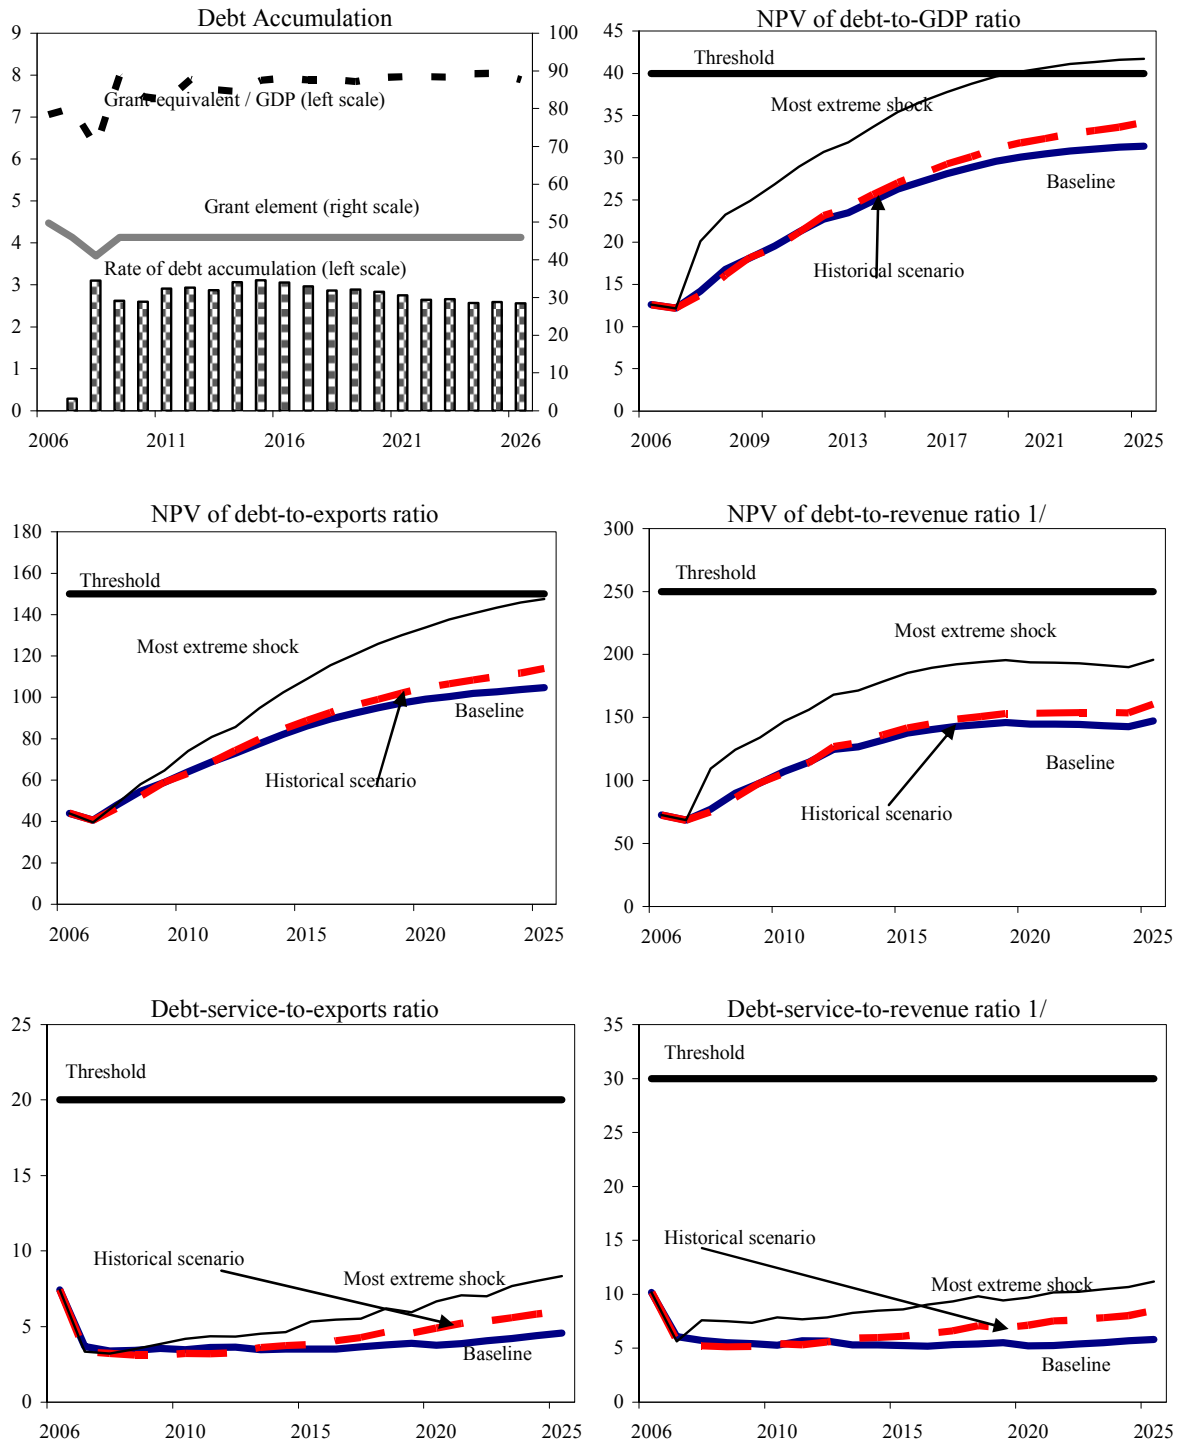 Debt Accumulation
9
8
7
6
5
4
3
2
1
0
100
90
80
70
60
50
40
30
20
10
0
Grant-equivalent / GDP (left scale)
Grant element (right scale)
Rate of debt accumulation (left scale)
2006 2011 2016 2021 2026
NPV of debt-to-GDP ratio
45
40
35
30
25
20
15
10
5
0
Threshold
Most extreme shock
Baseline
Historical scenario
2006 2009 2013 2017 2021 2025
NPV of debt-to-exports ratio
180
160
140
120
100
80
60
40
20
0
Threshold
Most extreme shock
Baseline
Historical scenario
2006 2010 2015 2020 2025
NPV of debt-to-revenue ratio 1/
300
250
200
150
100
50
0
Threshold
Most extreme shock
Baseline
Historical scenario
2006 2010 2015 2020 2025
Debt-service-to-exports ratio
25
20
15
10
5
0
Threshold
Historical scenario
Most extreme shock
Baseline
2006 2010 2015 2020 2025
Debt-service-to-revenue ratio 1/
35
30
25
20
15
10
5
0
Threshold
Historical scenario
Most extreme shock
Baseline
2006 2010 2015 2020 2025